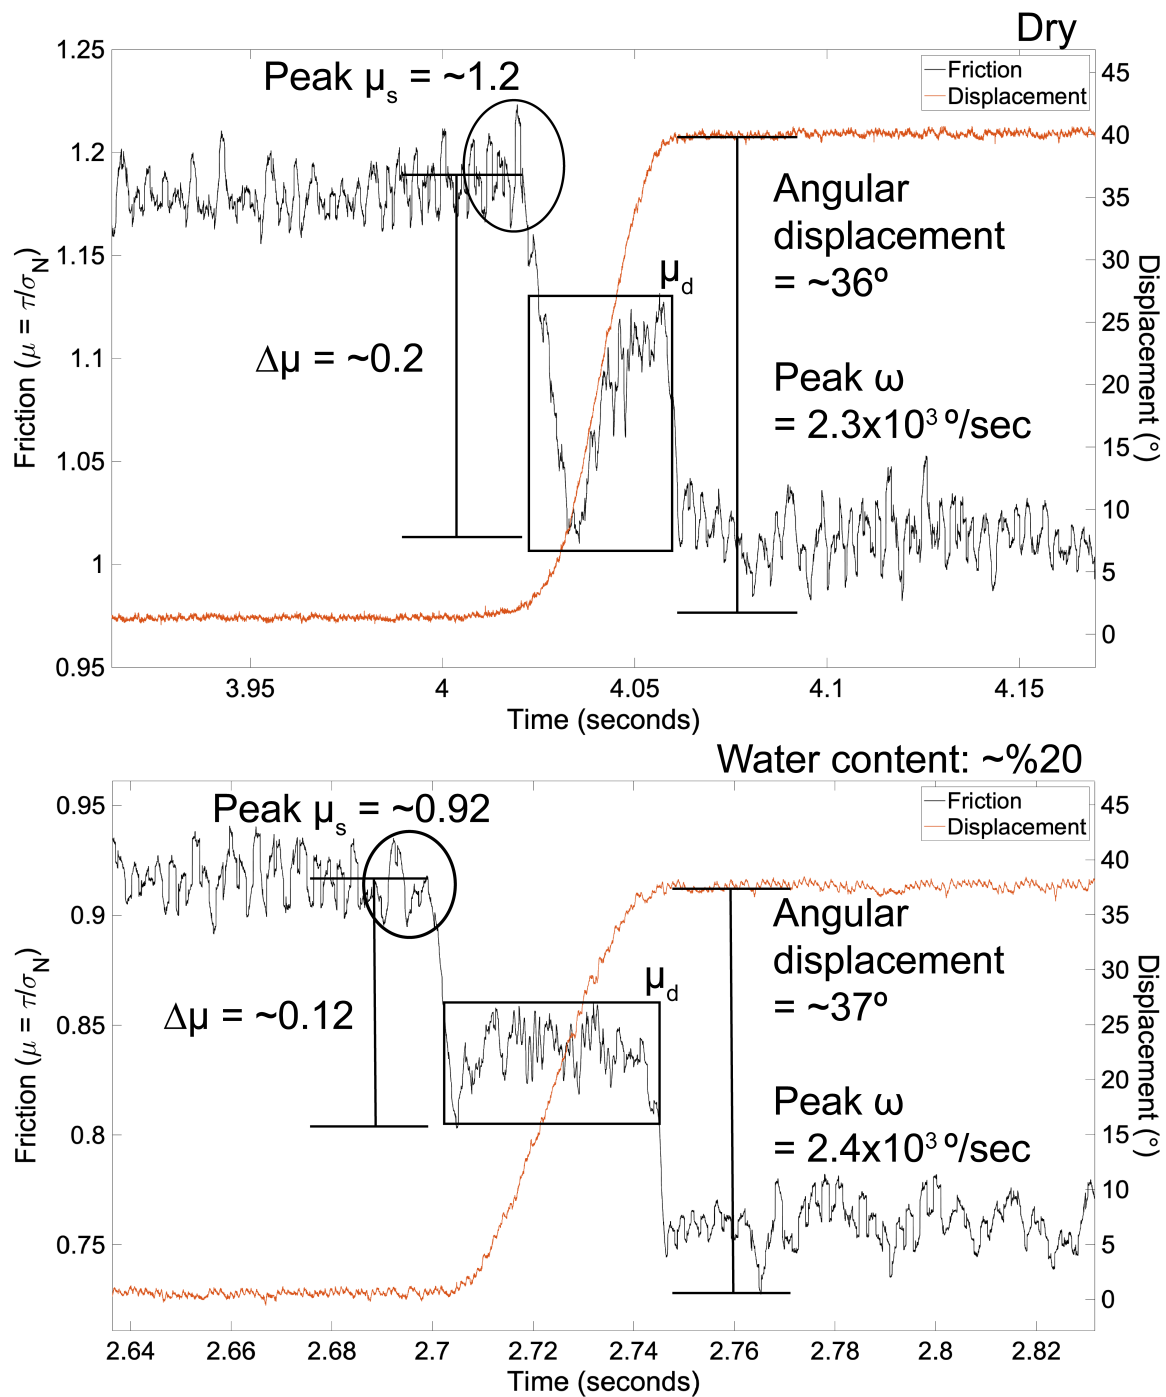 Dry
1.25
1.2
1.15
1.1
1.05
1
0.95
Friction (μ = τ/σN)
Peak μs = ~1.2
Friction
Displacement
Δμ = ~0.2
μd
Angular
displacement
= ~36º
Peak ω
= 2.3x10³ º/sec
45
40
35
30
25
20
15
10
5
0
Displacement (°)
3.95
4
4.05
4.1
4.15
Time (seconds)
Water content: ~%20
0.95
0.9
0.85
0.8
0.75
Friction (μ = τ/σN)
Peak μs = ~0.92
Friction
Displacement
Δμ = ~0.12
μd
Angular
displacement
= ~37º
Peak ω
= 2.4x10³ º/sec
45
40
35
30
25
20
15
10
5
0
Displacement (°)
2.64
2.66
2.68
2.7
2.72
2.74
2.76
2.78
2.8
2.82
Time (seconds)